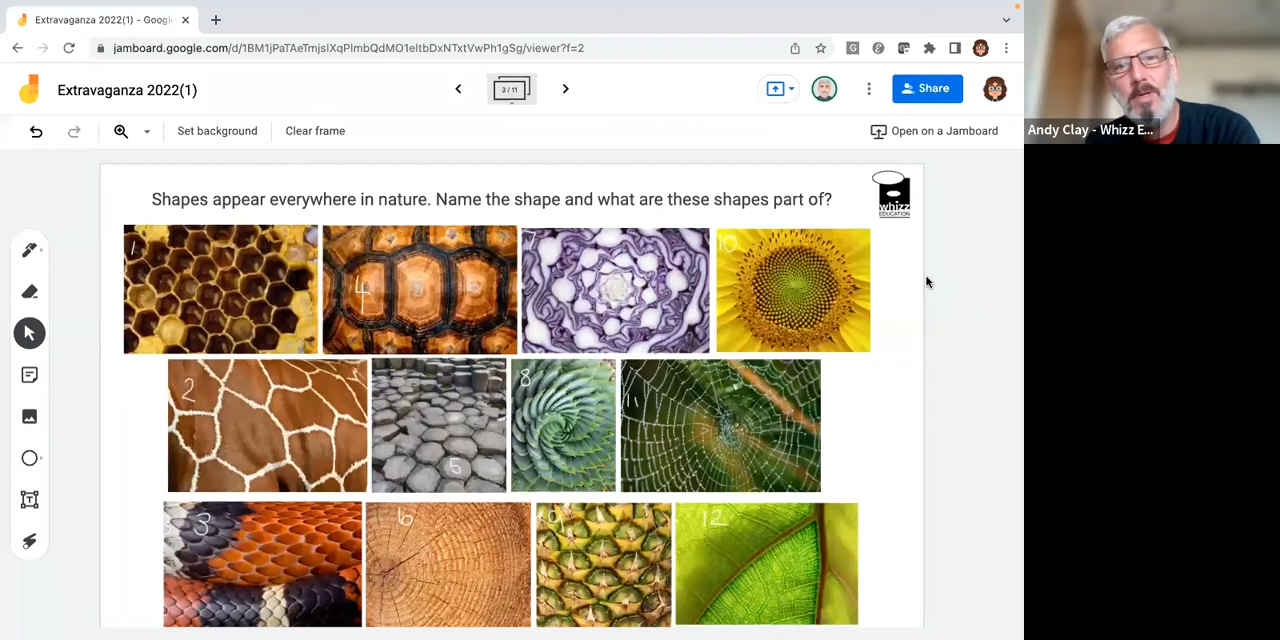 Extravaganza 2022(1) - Googl
jamboard.google.com/d/1BM1jPaTAeTmjsIXqPlmbQdMO1eItbDxNTxtVwPh1gSg/viewer?f=2
Extravaganza 2022(1)
3 / 11
Share
Set background
Clear frame
Open on a Jamboard
Andy Clay - Whizz E...
Shapes appear everywhere in nature. Name the shape and what are these shapes part of?
whizz
EDUCATION
1
4
7
10
2
5
8
11
3
6
9
12